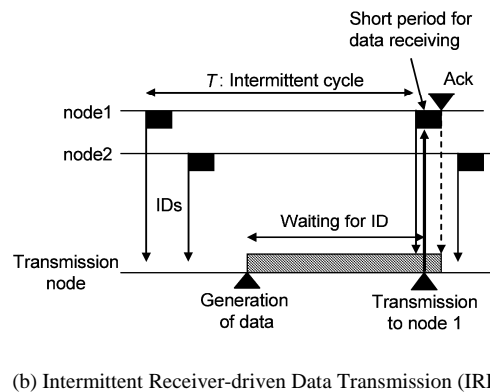 Short period for
data receiving
Ack
T : Intermittent cycle
node1
node2
IDs
Waiting for ID
Transmission
node
Generation
of data
Transmission
to node 1
(b) Intermittent Receiver-driven Data Transmission (IRI